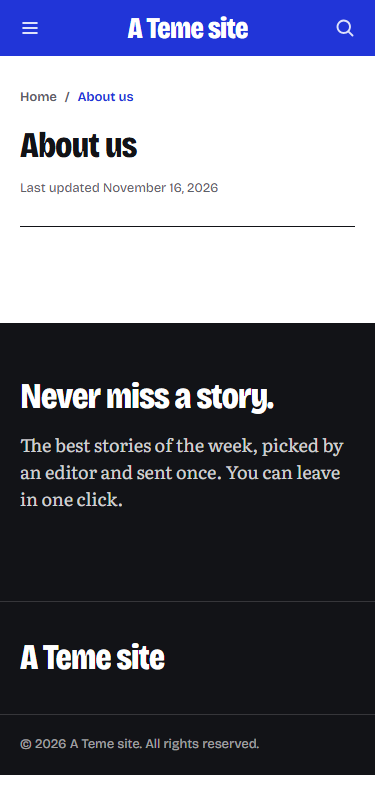 A Teme site
Home / About us
About us
Last updated November 16, 2026
Never miss a story.
The best stories of the week, picked by
an editor and sent once. You can leave
in one click.
A Teme site
© 2026 A Teme site. All rights reserved.